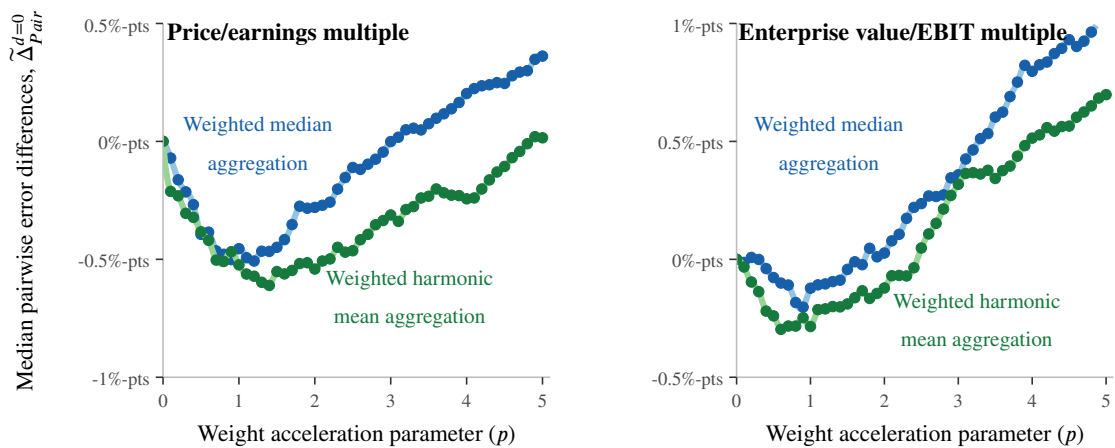 Median pairwise error differences, Δ̃_{Pair}^{d=0}
Price/earnings multiple
0.5%-pts
0%-pts
-0.5%-pts
-1%-pts
Weighted median
aggregation
Weighted harmonic
mean aggregation
0 1 2 3 4 5
Weight acceleration parameter (p)
Enterprise value/EBIT multiple
1%-pts
0.5%-pts
0%-pts
-0.5%-pts
Weighted median
aggregation
Weighted harmonic
mean aggregation
0 1 2 3 4 5
Weight acceleration parameter (p)